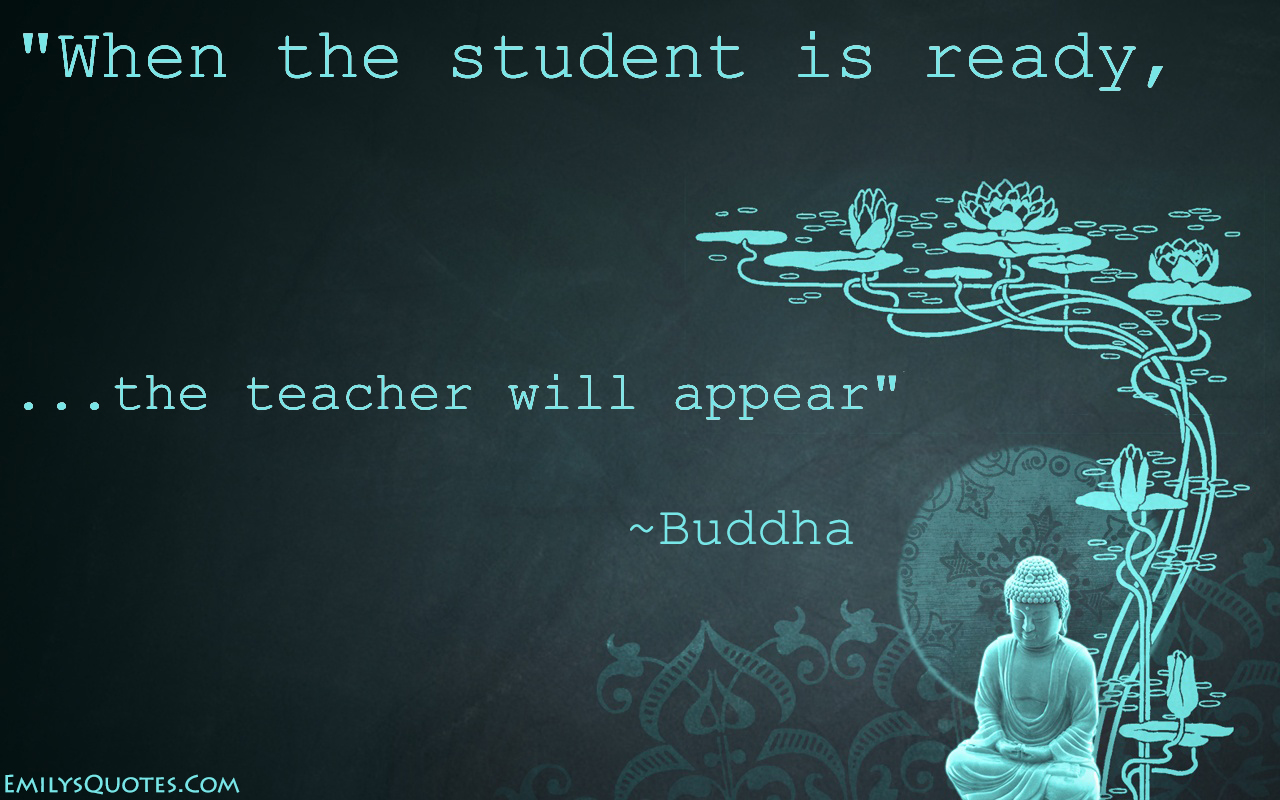 "When the student is ready,
...the teacher will appear"
~Buddha
EmilysQuotes.Com